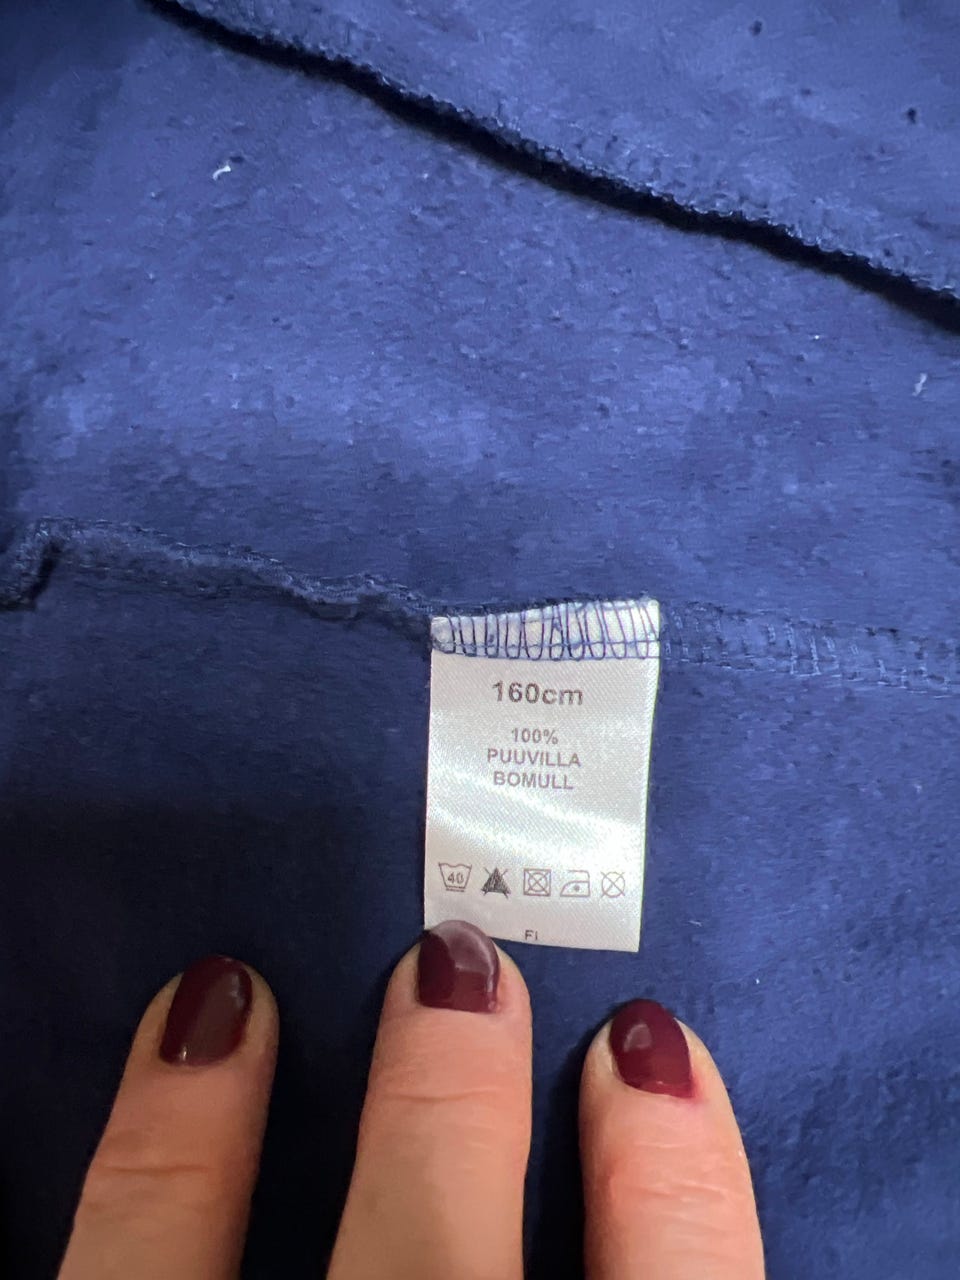 160cm
100%
PUUVILLA
BOMULL
40
FI